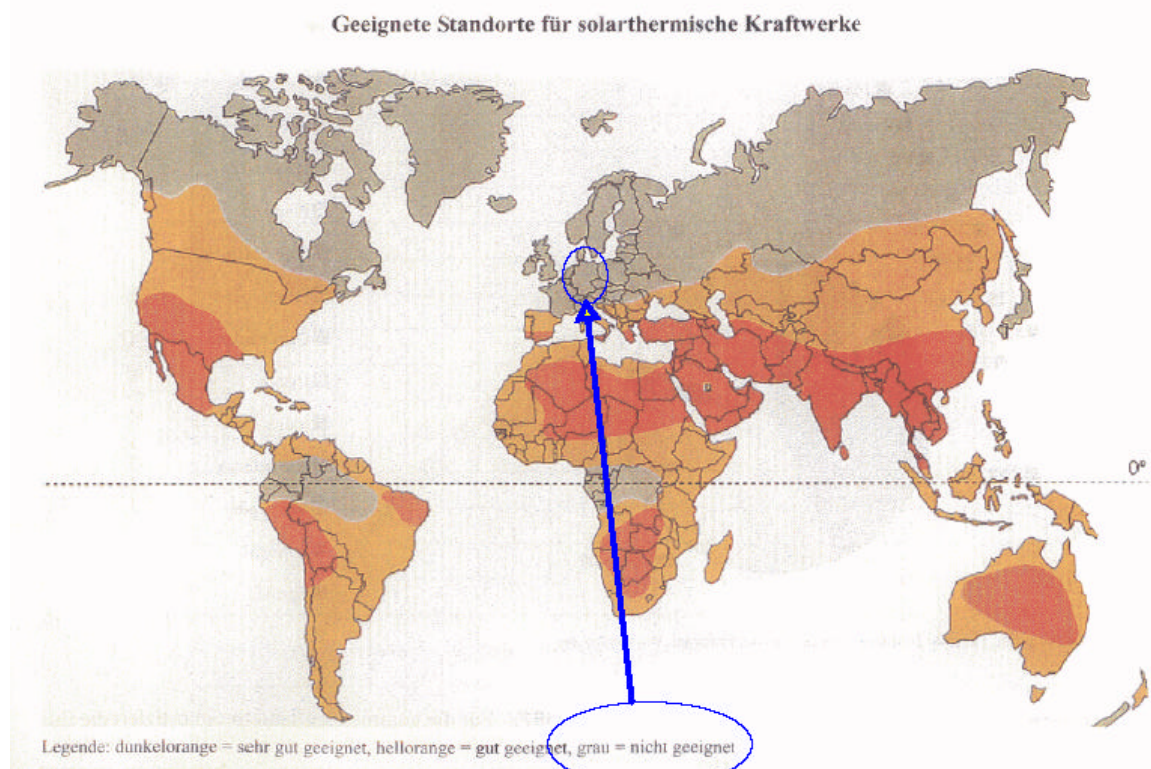 Geeignete Standorte für solarthermische Kraftwerke
0°
Legende: dunkelorange = sehr gut geeignet, hellorange = gut geeignet, grau = nicht geeignet